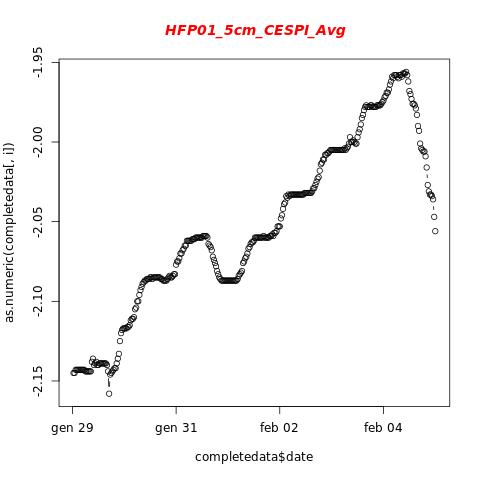 HFP01_5cm_CESPI_Avg
as.numeric(completedata[, i])
-1.95
-2.00
-2.05
-2.10
-2.15
gen 29
gen 31
feb 02
feb 04
completedata$date